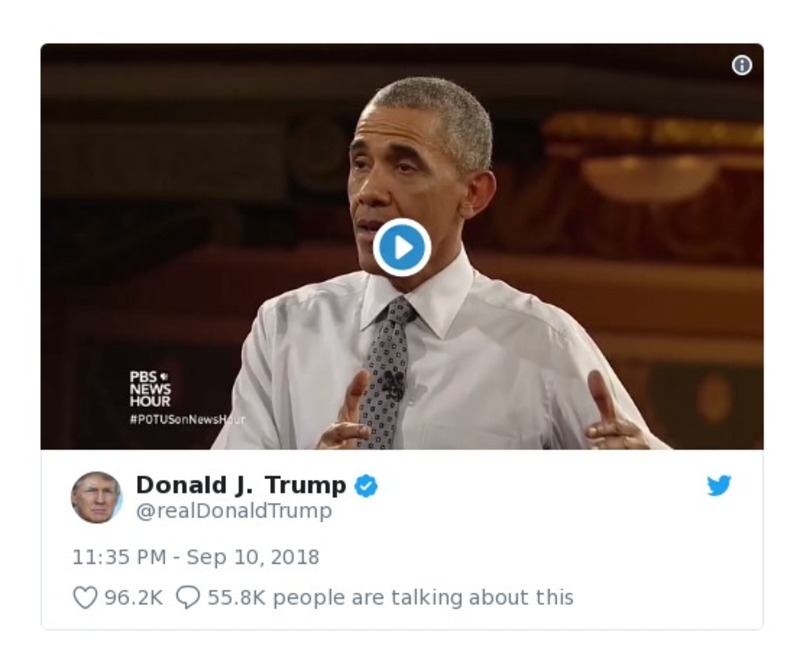 PBS
NEWS
HOUR
#POTUSonNewsHour
Donald J. Trump
@realDonaldTrump
11:35 PM - Sep 10, 2018
96.2K 55.8K people are talking about this